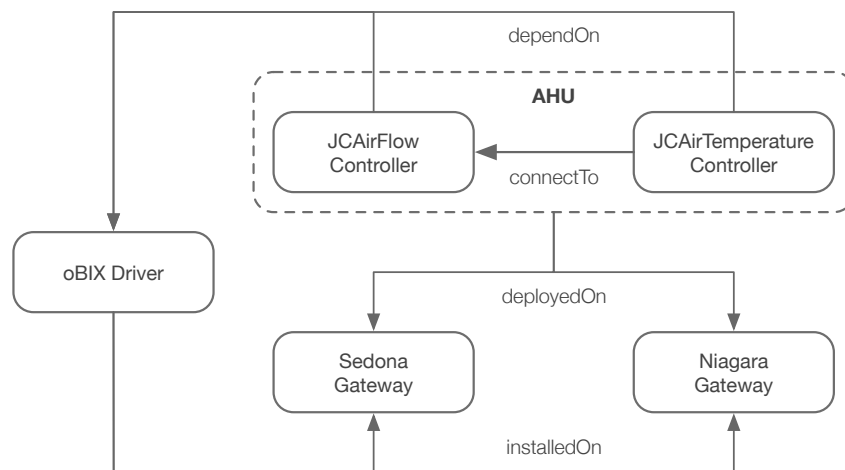 dependOn
AHU
JCAirFlow
Controller
JCAirTemperature
Controller
connectTo
oBIX Driver
deployedOn
Sedona
Gateway
Niagara
Gateway
installedOn